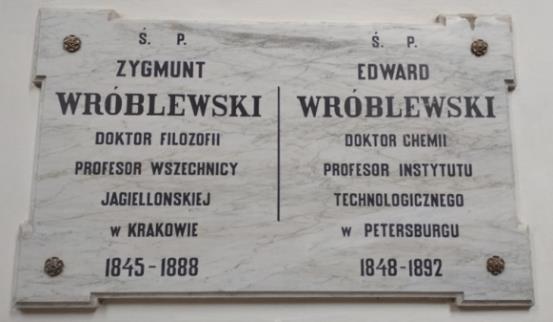 Ś. P.
ZYGMUNT
WRÓBLEWSKI
DOKTOR FILOZOFII
PROFESOR WSZECHNICY
JAGIELLONSKIEJ
w KRAKOWIE
1845-1888
Ś. P.
EDWARD
WRÓBLEWSKI
DOKTOR CHEMII
PROFESOR INSTYTUTU
TECHNOLOGICZNEGO
w PETERSBURGU
1848-1892